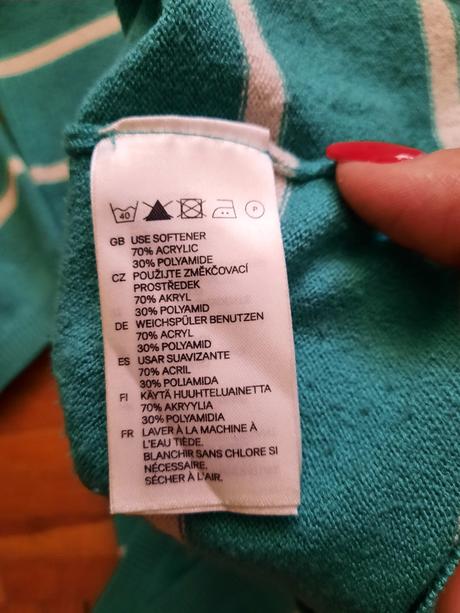 40 P
GB USE SOFTENER
70% ACRYLIC
30% POLYAMIDE
CZ POUŽIJTE ZMĚKČOVACÍ
PROSTŘEDEK
70% AKRYL
30% POLYAMID
DE WEICHSPÜLER BENUTZEN
70% ACRYL
30% POLYAMID
ES USAR SUAVIZANTE
70% ACRIL
30% POLIAMIDA
FI KÄYTÄ HUUHTELUAINETTA
70% AKRYYLIA
30% POLYAMIDIA
FR LAVER À LA MACHINE À
L'EAU TIÈDE.
BLANCHIR SANS CHLORE SI
NÉCESSAIRE.
SÉCHER À L'AIR.